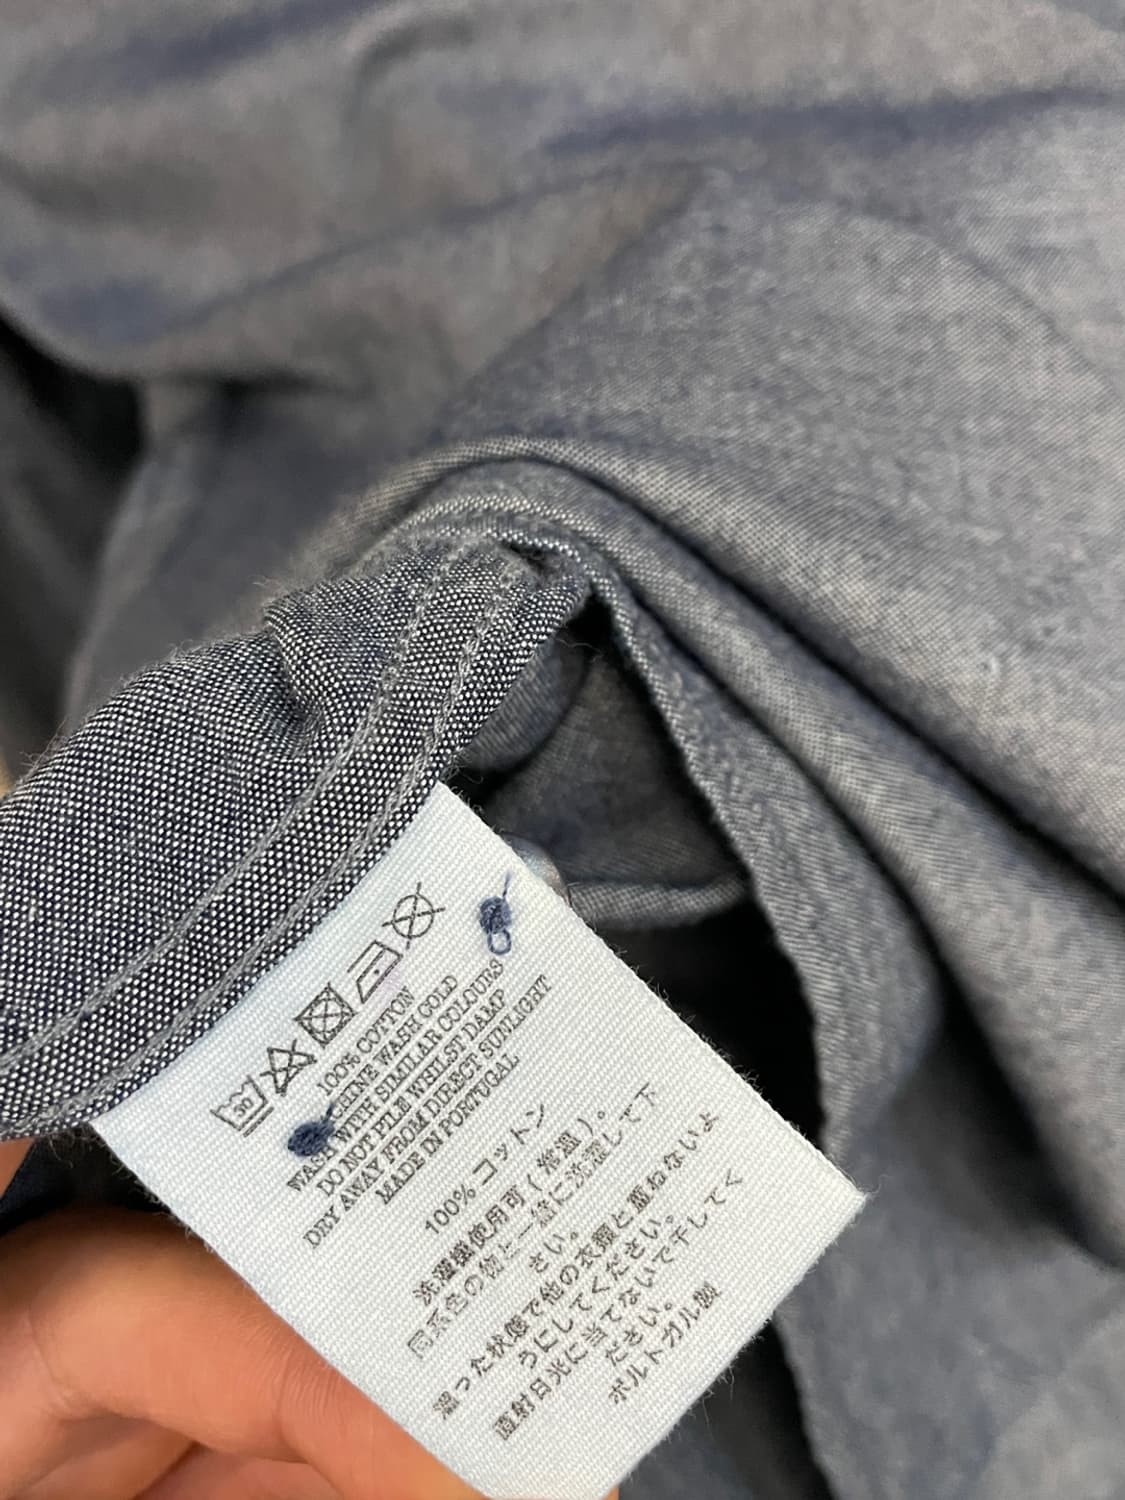 30
100% COTTON
CHINE WASH COLD
WASH WITH SIMILAR COLOURS
DO NOT PILE WHILST DAMP
DRY AWAY FROM DIRECT SUNLIGHT
MADE IN PORTUGAL
100% コットン
洗濯機使用可(常温)。
同系色の物と一緒に洗濯して下
さい。
湿った状態で他の衣類と重ねないよ
うにしてください。
直射日光に当てないで干してく
ださい。
ポルトガル製